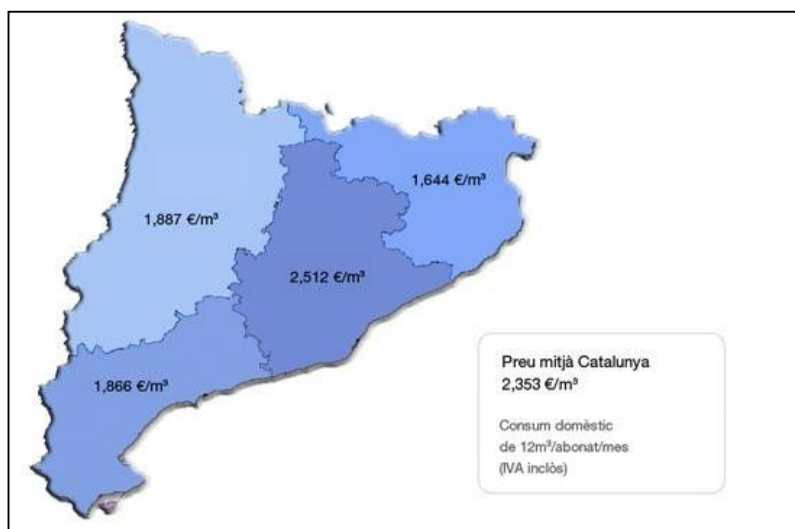 1,644 €/m³
1,887 €/m³
2,512 €/m³
1,866 €/m³
Preu mitjà Catalunya
2,353 €/m³
Consum domèstic
de 12m³/abonat/mes
(IVA inclòs)